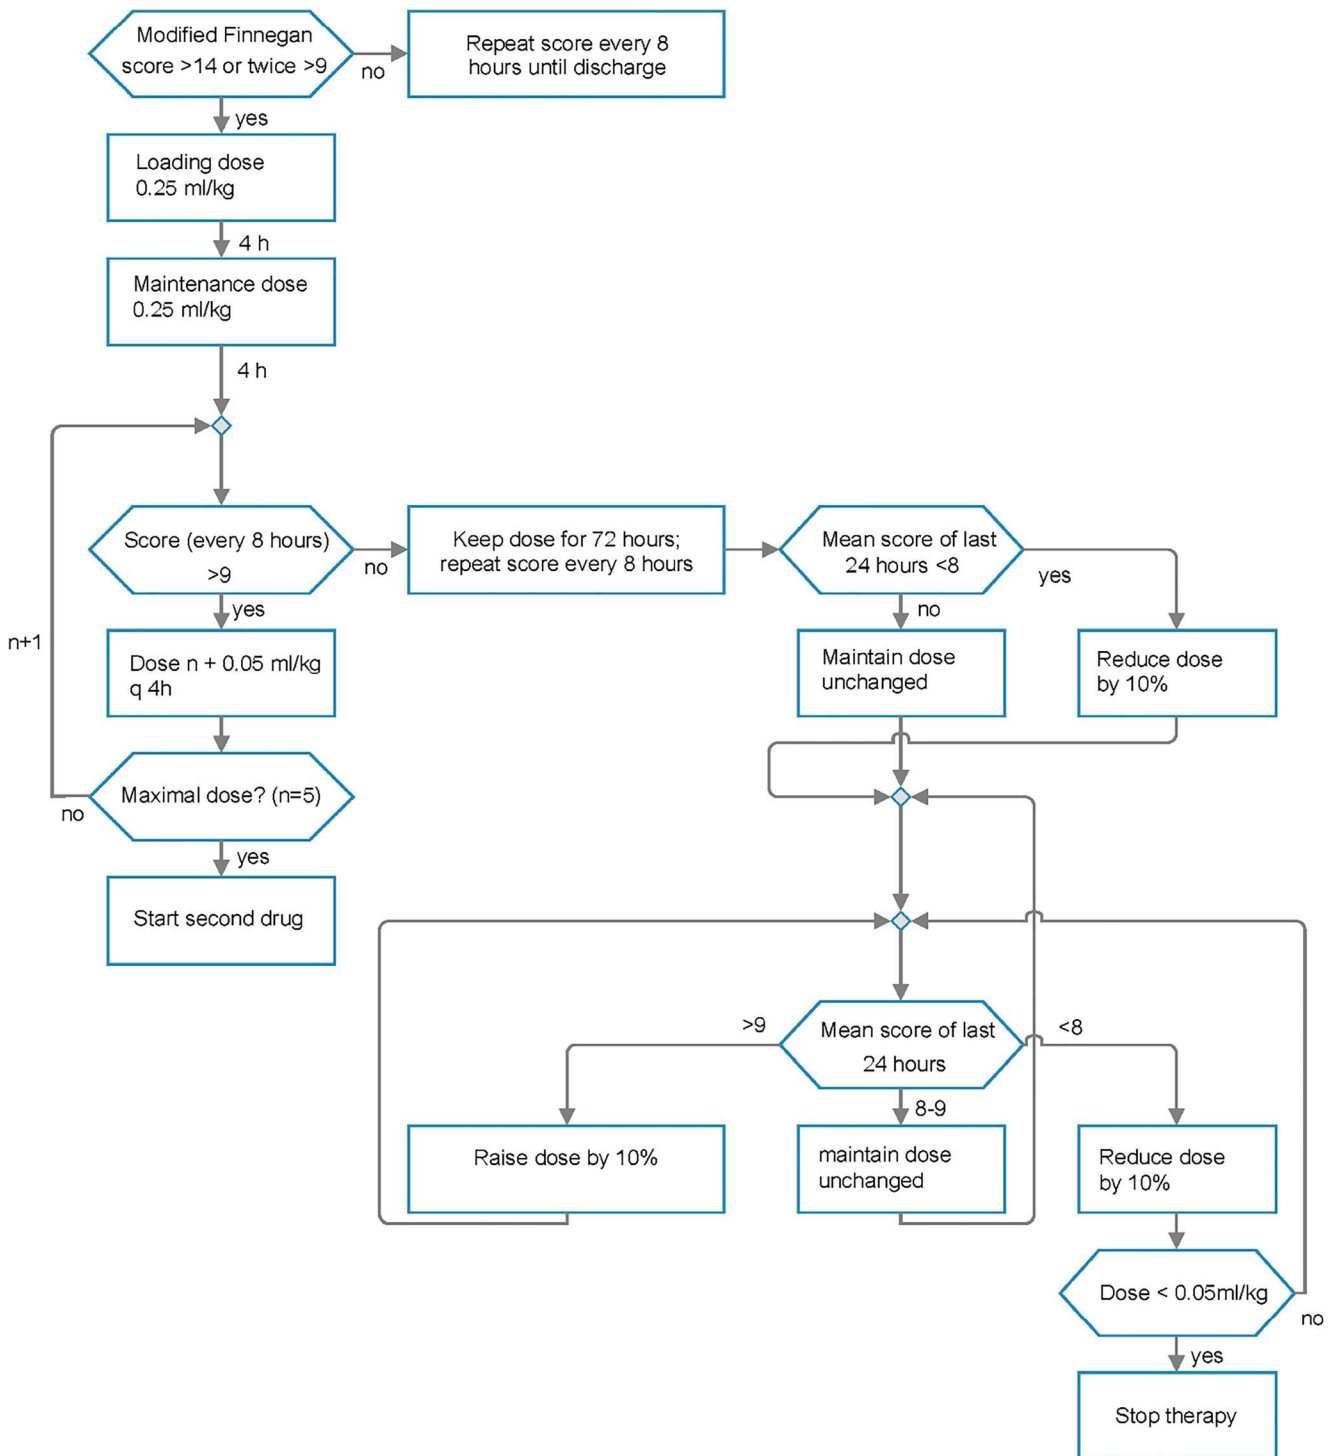 Modified Finnegan
score >14 or twice >9
no
Repeat score every 8
hours until discharge
yes
Loading dose
0.25 ml/kg
4 h
Maintenance dose
0.25 ml/kg
4 h
Score (every 8 hours)
>9
no
Keep dose for 72 hours;
repeat score every 8 hours
Mean score of last
24 hours <8
yes
no
yes
n+1
Dose n + 0.05 ml/kg
q 4h
Maintain dose
unchanged
Reduce dose
by 10%
Maximal dose? (n=5)
no
yes
Start second drug
>9
Mean score of last
24 hours
<8
8-9
Raise dose by 10%
maintain dose
unchanged
Reduce dose
by 10%
Dose < 0.05ml/kg
no
yes
Stop therapy